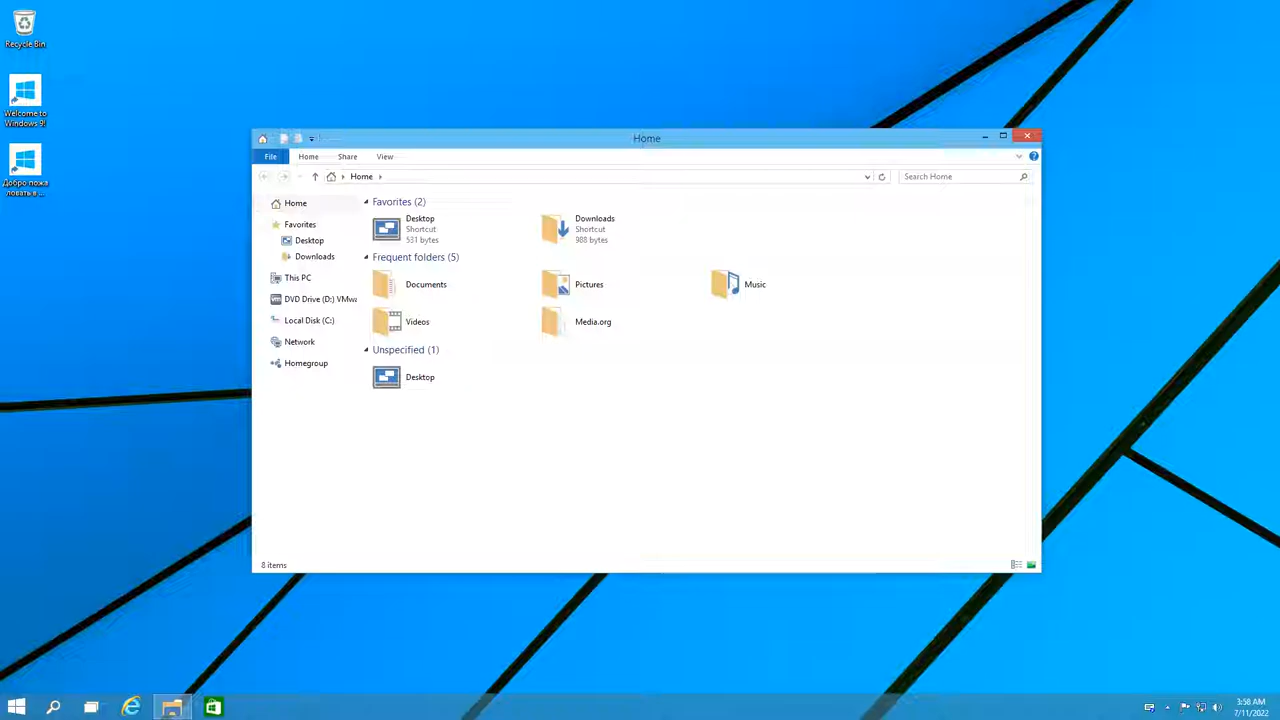 Recycle Bin
Welcome to
Windows 9!
Добро пожа
ловать в ...
Home
File
Home
Share
View
Home
Search Home
Home
Favorites
Desktop
Downloads
This PC
DVD Drive (D:) VMwa
Local Disk (C:)
Network
Homegroup
Favorites (2)
Desktop
Shortcut
531 bytes
Downloads
Shortcut
988 bytes
Frequent folders (5)
Documents
Pictures
Music
Videos
Media.org
Unspecified (1)
Desktop
8 items
3:58 AM
7/11/2022